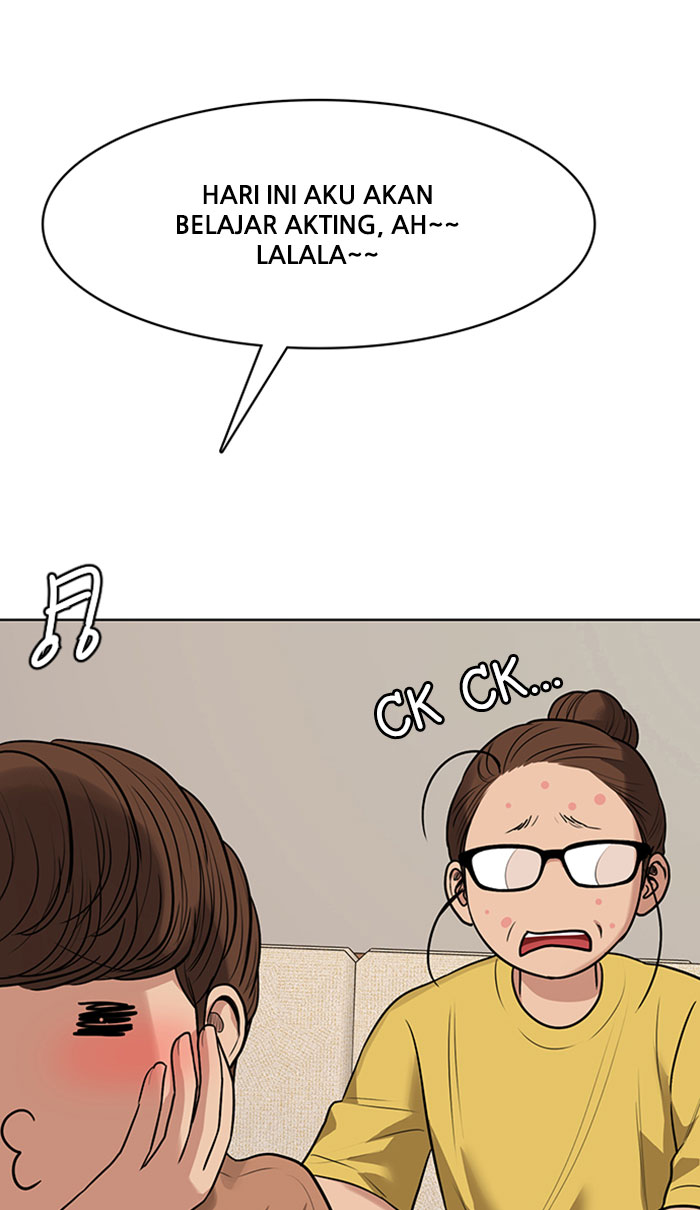 HARI INI AKU AKAN
BELAJAR AKTING, AH~~
LALALA~~
CK CK...